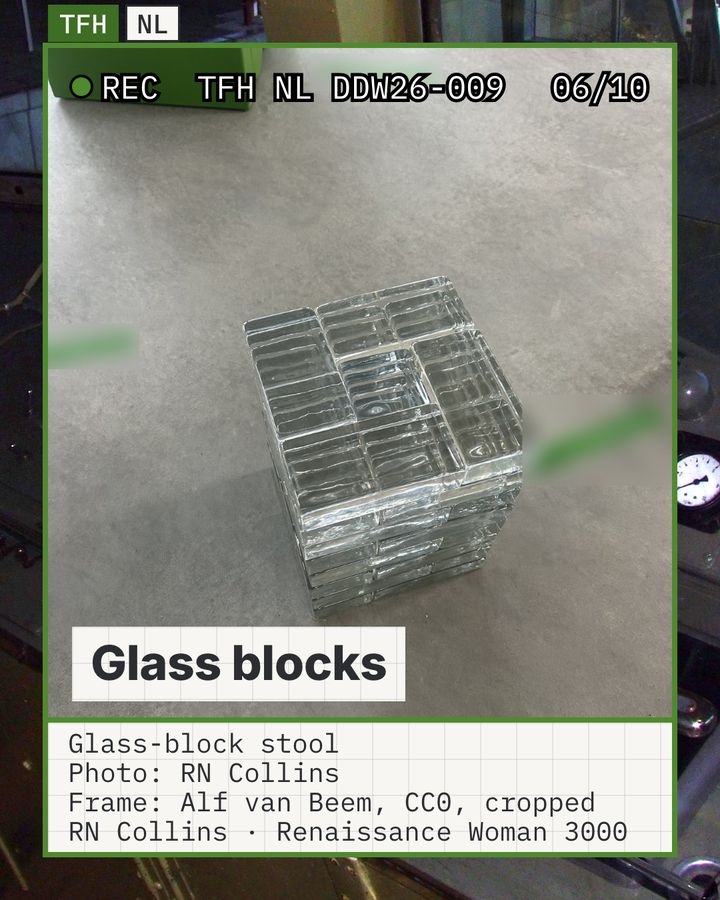 TFH NL
REC TFH NL DDW26-009 06/10
Glass blocks
Glass-block stool
Photo: RN Collins
Frame: Alf van Beem, CC0, cropped
RN Collins · Renaissance Woman 3000